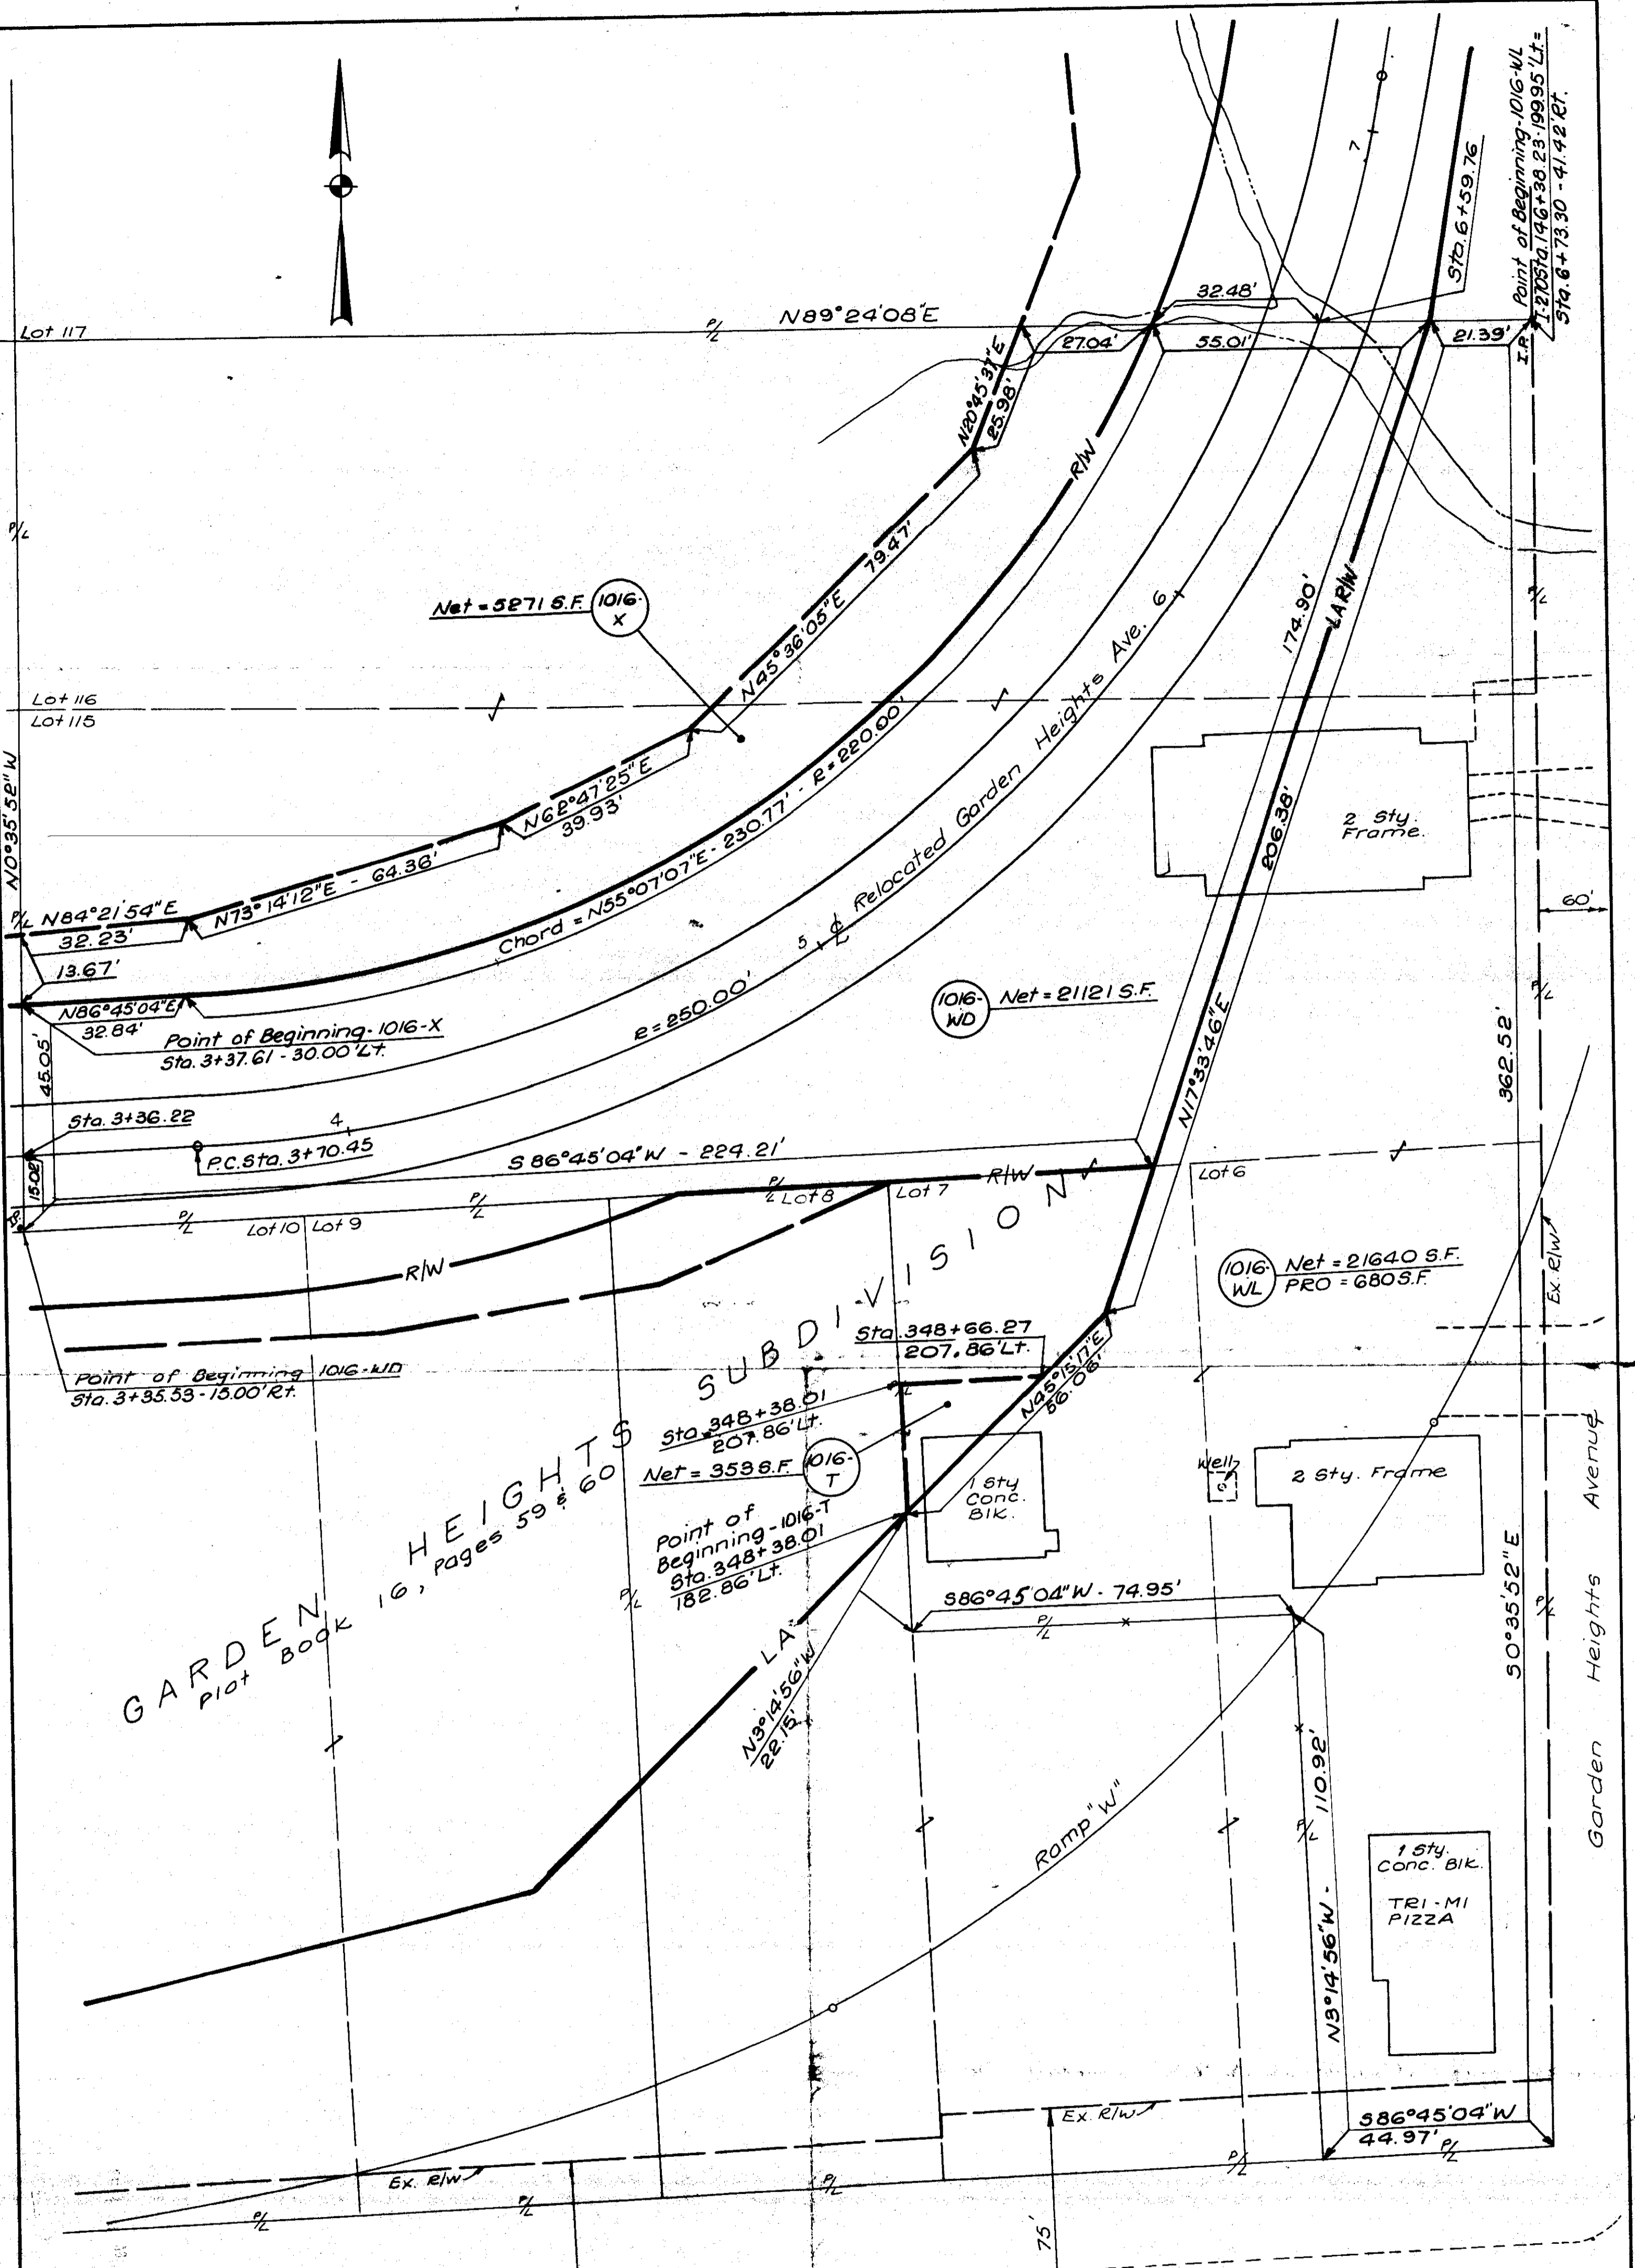 Point of Beginning-1016-WL
I-270Sta.146+38.23-199.95'Lt.=
Sta.6+73.30-41.42'Rt.
Sta.6+59.76
7
32.48'
N89°24'08"E
P/L
Lot 117
27.04'
55.01'
21.39'
I.P.
N20°45'37"E
25.98'
R/W
P/L
79.47'
N45°36'05"E
Net=5271 S.F.
1016-
X
6
174.90'
LAR/W
P/L
Lot 116
Lot 115
N0°35'52"W
N62°47'25"E
39.93'
Chord = N55°07'07"E - 230.77' - R=220.00'
5
℄ Relocated Garden Heights Ave.
206.38'
2 Sty.
Frame.
P/L
N84°21'54"E
32.23'
N73°14'12"E - 64.36'
60'
13.67'
N86°45'04"E
32.84'
Point of Beginning-1016-X
Sta.3+37.61-30.00'Lt.
R=250.00'
1016-
WD
Net=21121 S.F.
N17°33'46"E
P/L
362.52'
45.05'
Sta.3+36.22
4
P.C.Sta.3+70.45
15.02'
S86°45'04"W - 224.21'
R/W
Lot 6
P/L
P/L
P/L
Lot 8
Lot 7
Lot 10
Lot 9
R/W
1016-
WL
Net=21640 S.F.
PRO=680 S.F.
Ex. R/W
Sta.348+66.27
207.86'Lt.
Point of Beginning 1016-WD
Sta.3+35.53-15.00'Rt.
N45°15'17"E
56.06'
P/L
Sta.348+38.01
207.86'Lt.
Net=353 S.F.
1016-
T
GARDEN HEIGHTS SUBDIVISION
Plot Book 16, Pages 59 & 60
Point of
Beginning-1016-T
Sta.348+38.01
182.86'Lt.
1 Sty
Conc.
Blk.
Well
2 Sty. Frame
P/L
S86°45'04"W - 74.95'
P/L
S0°35'52"E
P/L
LA
N3°14'56"W
22.15'
Garden Heights Avenue
N3°14'56"W - 110.92'
P/L
Ramp "W"
1 Sty.
Conc. Blk.
TRI-MI
PIZZA
Ex. R/W
S86°45'04"W
44.97'
P/L
P/L
Ex. R/W
P/L
P/L
P/L
75'